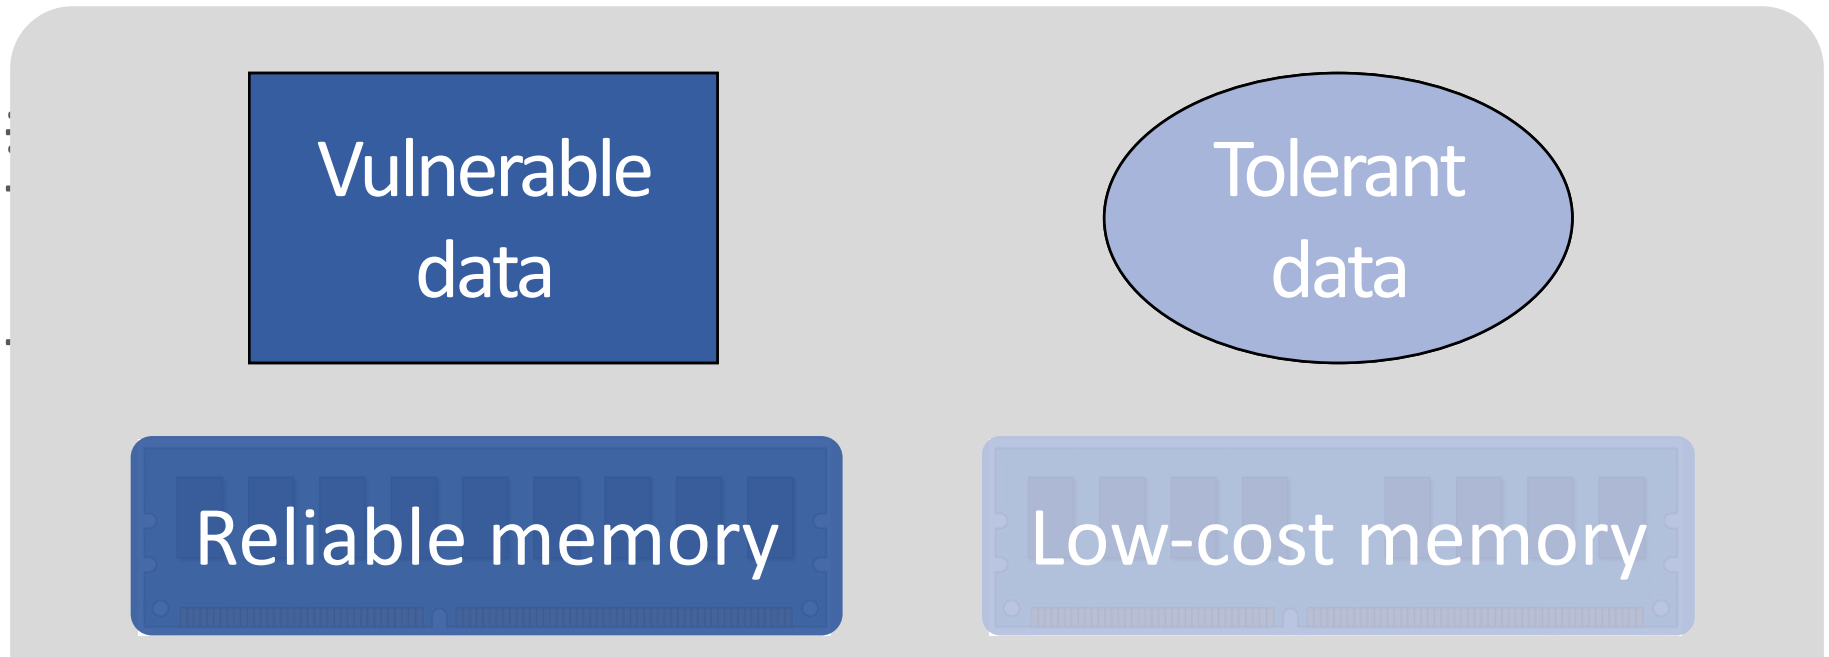 Vulnerable
data
Tolerant
data
Reliable memory
Low-cost memory